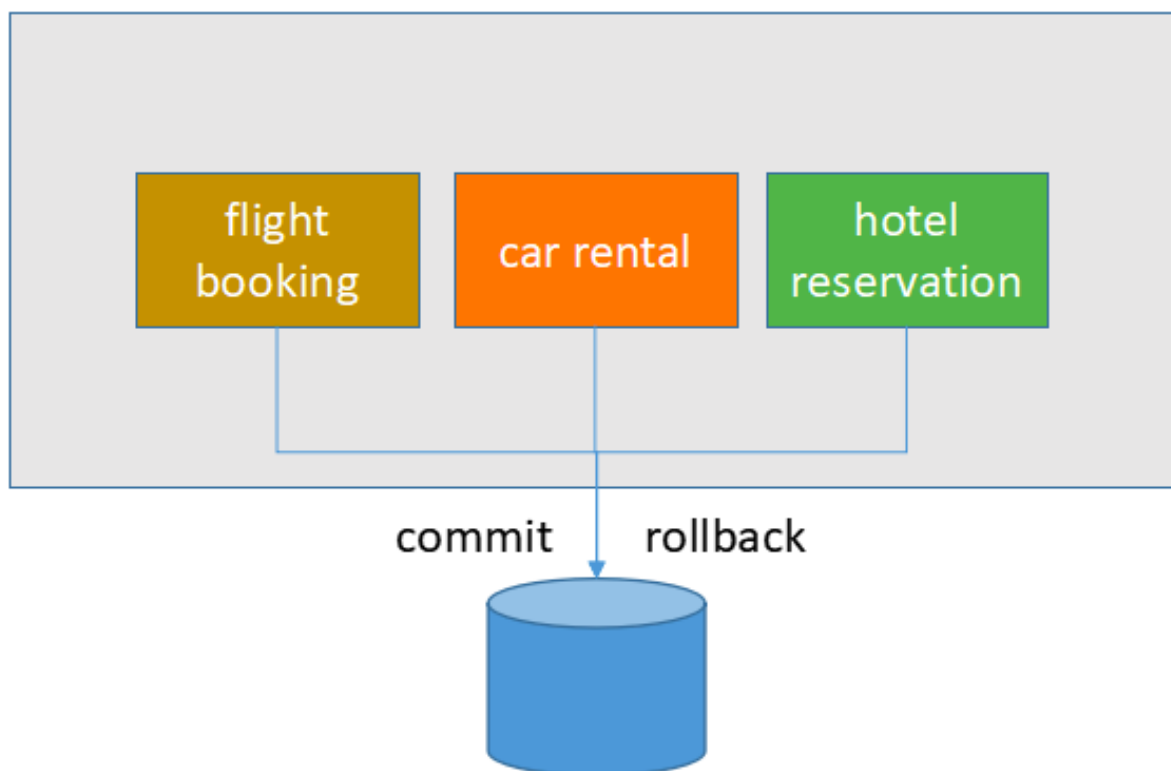 flight
booking
car rental
hotel
reservation
commit
rollback